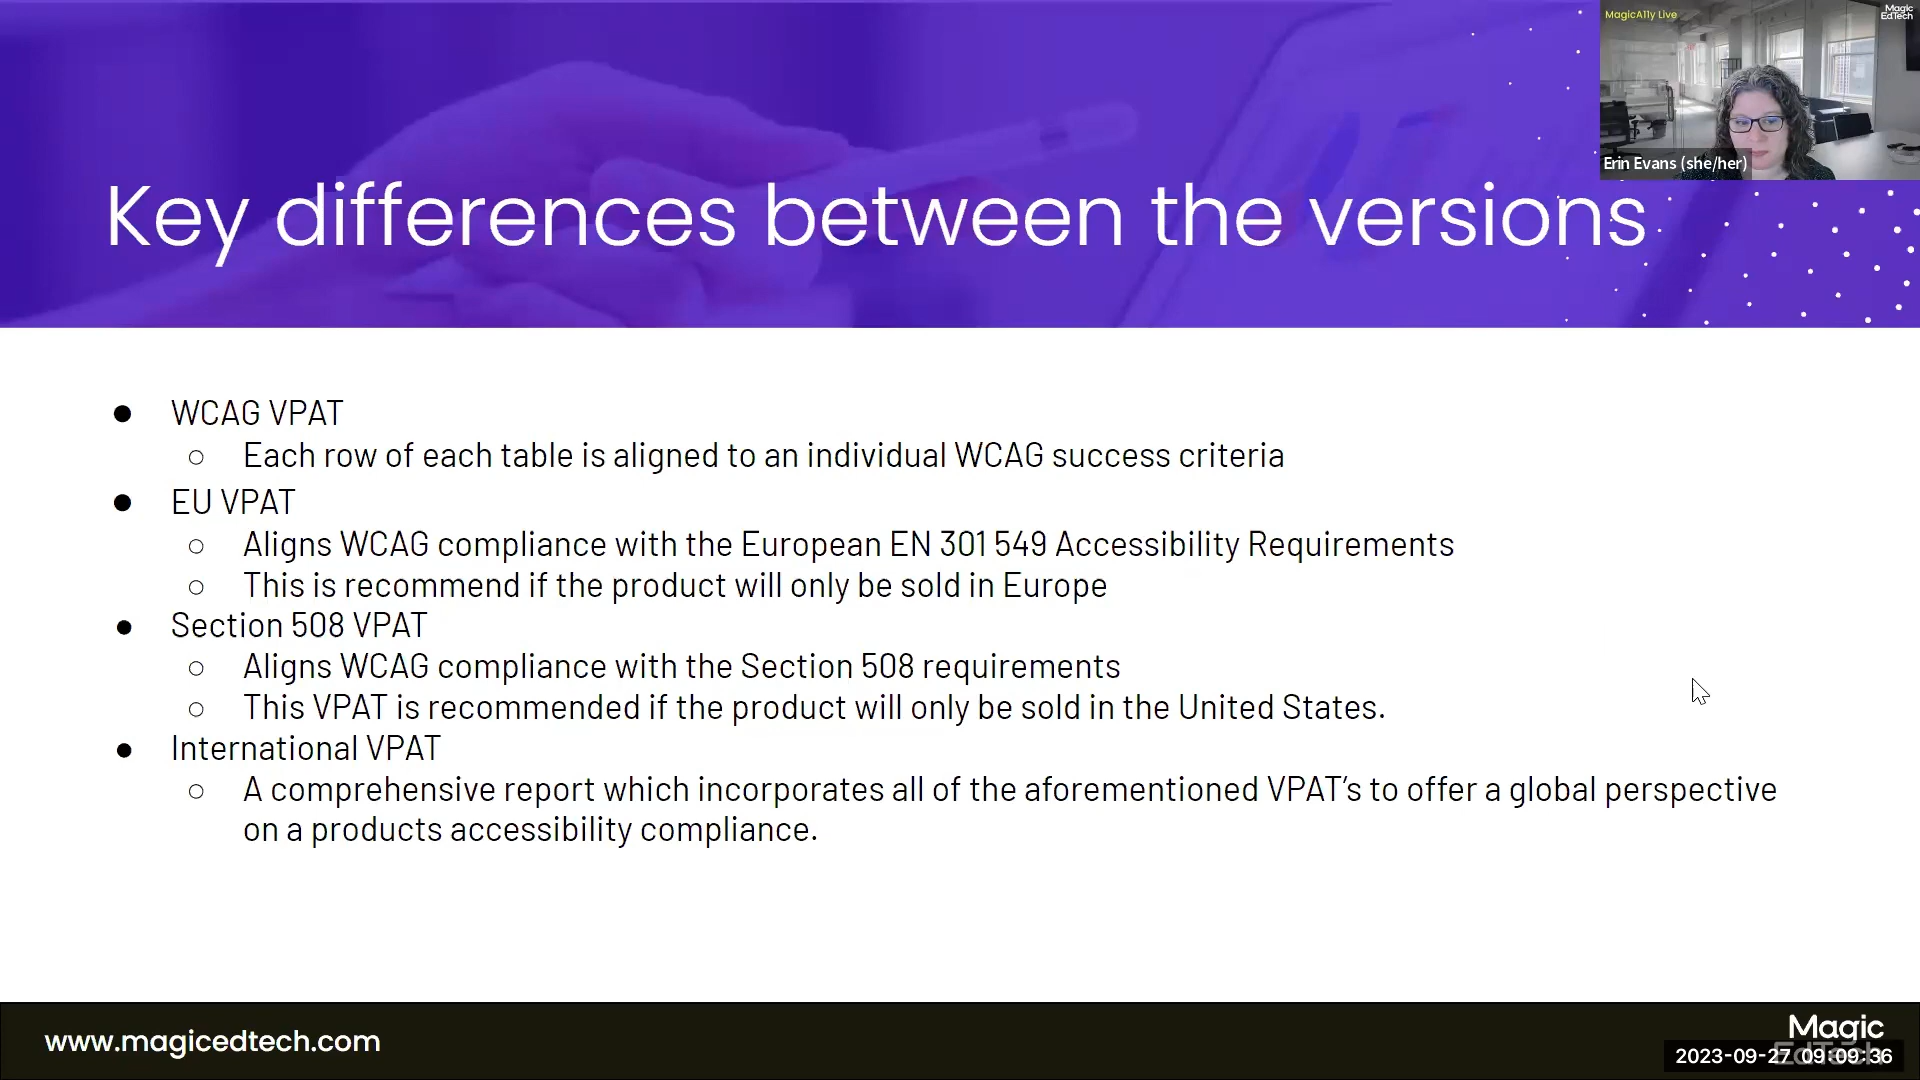 MagicA11y Live
Magic
EdTech
Erin Evans (she/her)
Key differences between the versions
● WCAG VPAT
○ Each row of each table is aligned to an individual WCAG success criteria
● EU VPAT
○ Aligns WCAG compliance with the European EN 301 549 Accessibility Requirements
○ This is recommend if the product will only be sold in Europe
● Section 508 VPAT
○ Aligns WCAG compliance with the Section 508 requirements
○ This VPAT is recommended if the product will only be sold in the United States.
● International VPAT
○ A comprehensive report which incorporates all of the aforementioned VPAT’s to offer a global perspective
on a products accessibility compliance.
www.magicedtech.com
Magic
EdTech
2023-09-27 09:09:36